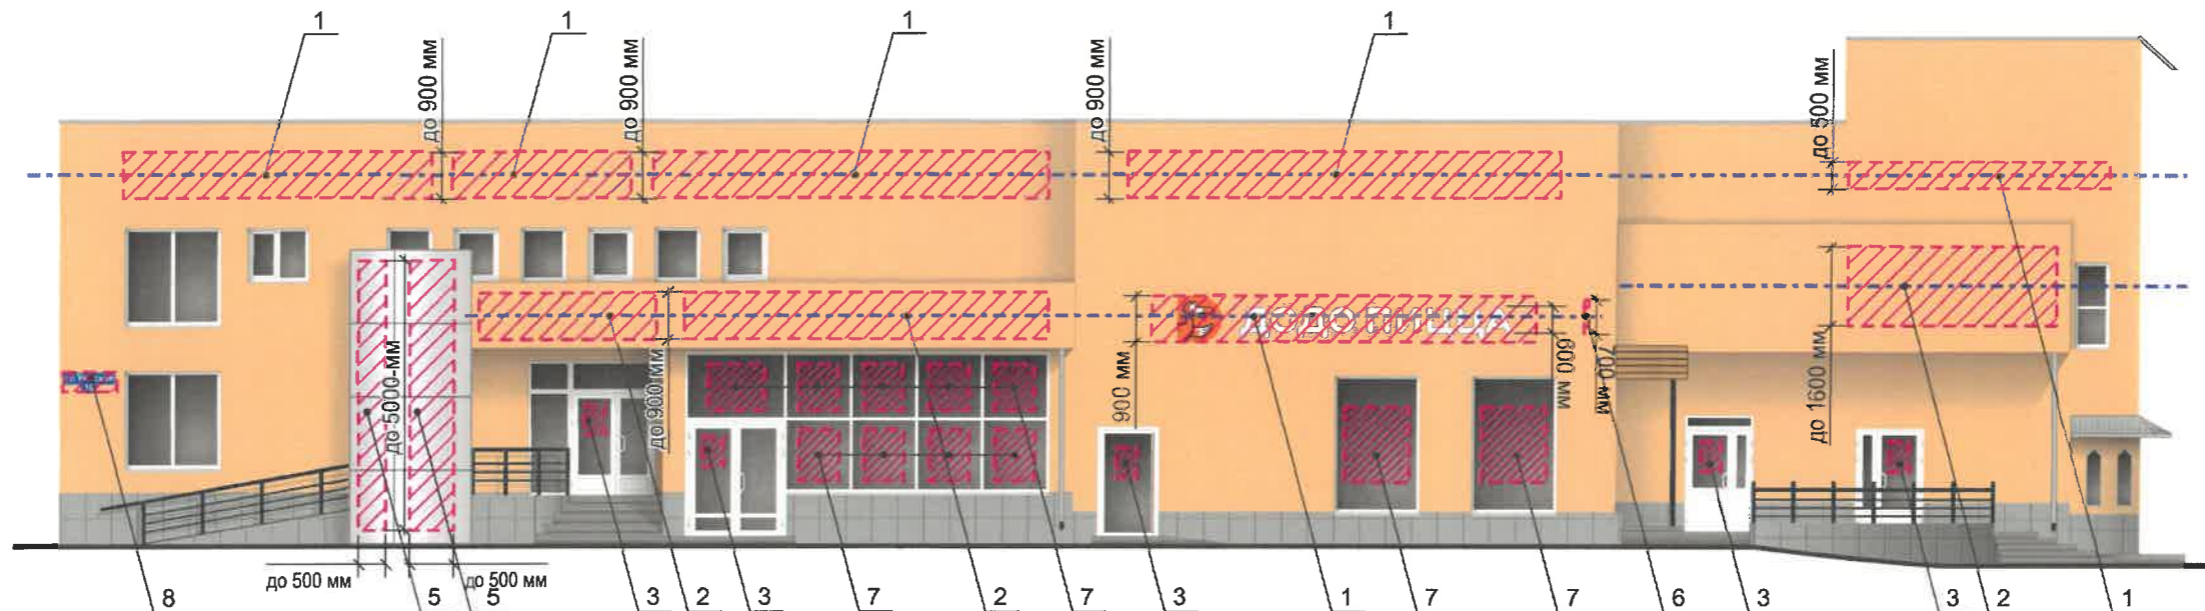 1 1 1 1
до 900 мм
до 900 мм
до 900 мм
до 500 мм
ДОДО ПИЦЦА
до 5000 мм
до 900 мм
900 мм
600 мм
700 мм
до 1600 мм
до 500 мм
до 500 мм
8 5 5 3 2 3 7 2 7 3 1 7 7 6 3 3 2 1